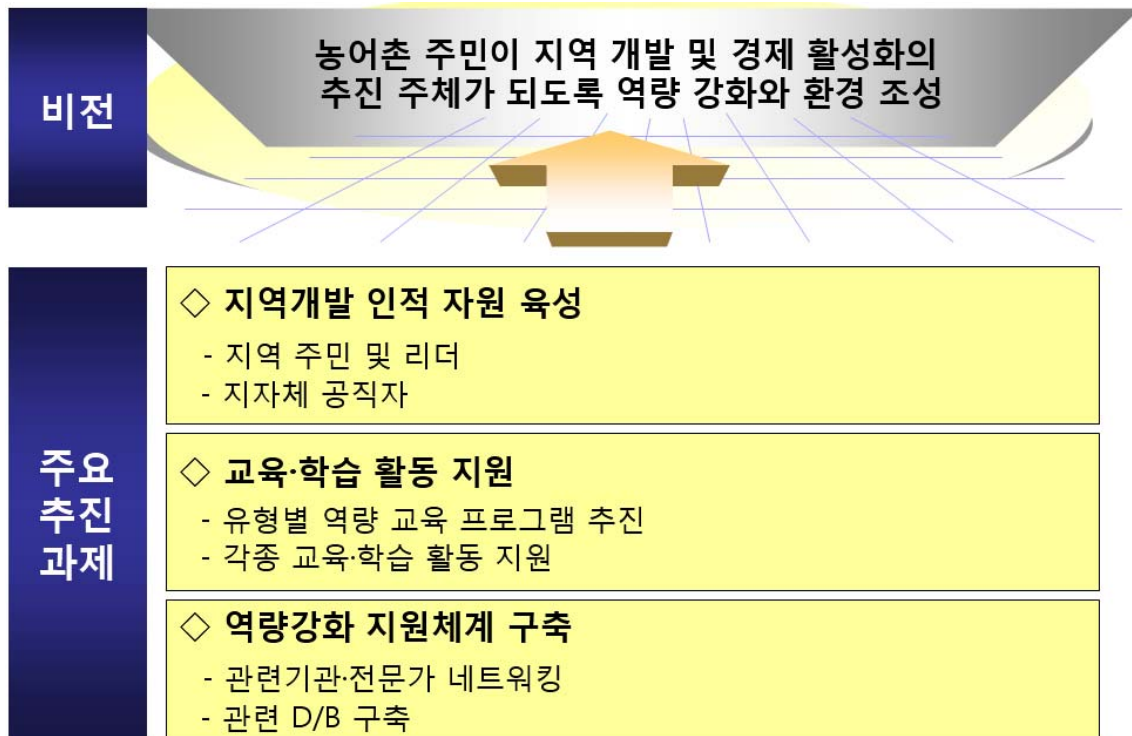 비전
농어촌 주민이 지역 개발 및 경제 활성화의
추진 주체가 되도록 역량 강화와 환경 조성
주요
추진
과제
◇ 지역개발 인적 자원 육성
- 지역 주민 및 리더
- 지자체 공직자
◇ 교육·학습 활동 지원
- 유형별 역량 교육 프로그램 추진
- 각종 교육·학습 활동 지원
◇ 역량강화 지원체계 구축
- 관련기관·전문가 네트워킹
- 관련 D/B 구축